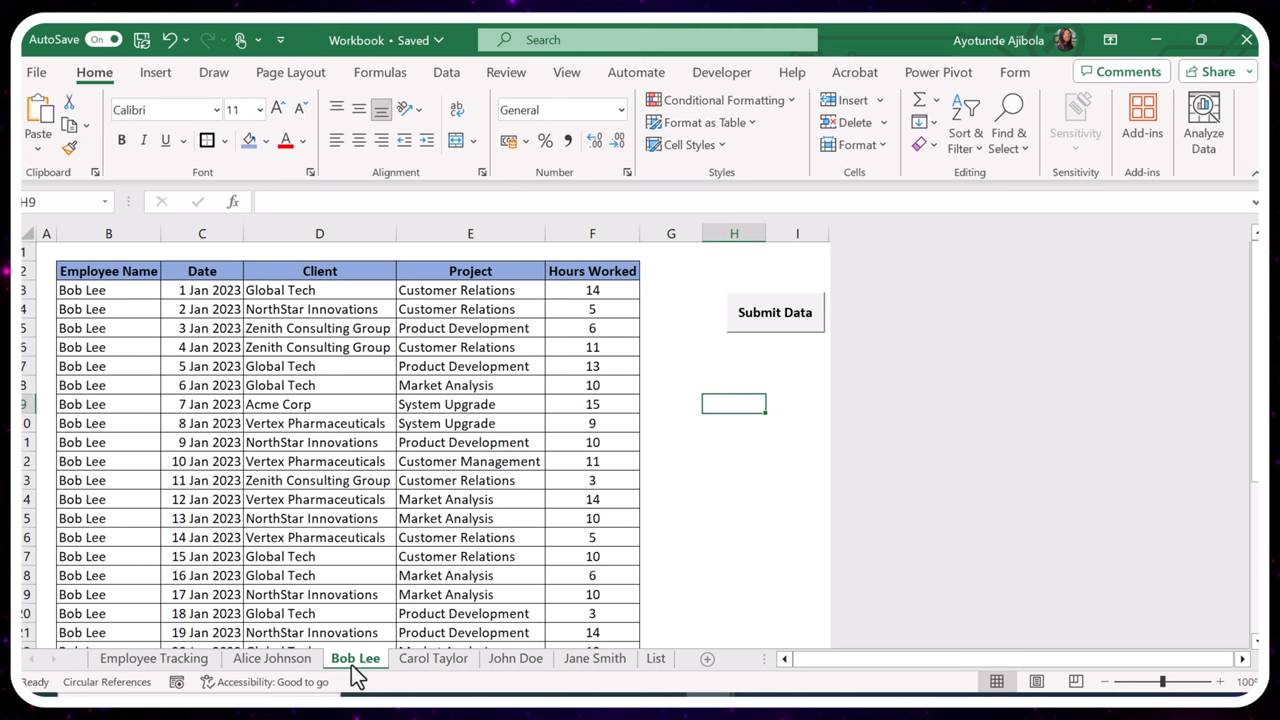 AutoSave On Workbook • Saved Search Ayotunde Ajibola
File Home Insert Draw Page Layout Formulas Data Review View Automate Developer Help Acrobat Power Pivot Form Comments Share
Paste
Calibri 11
B I U
A
ab
General
Conditional Formatting
Format as Table
Cell Styles
Insert
Delete
Format
Sort & Filter
Find & Select
Sensitivity
Add-ins
Analyze Data
Clipboard Font Alignment Number Styles Cells Editing Sensitivity Add-ins
H9 fx
A B C D E F G H I
1
2 Employee Name Date Client Project Hours Worked
3 Bob Lee 1 Jan 2023 Global Tech Customer Relations 14
4 Bob Lee 2 Jan 2023 NorthStar Innovations Customer Relations 5
Submit Data
5 Bob Lee 3 Jan 2023 Zenith Consulting Group Product Development 6
6 Bob Lee 4 Jan 2023 Zenith Consulting Group Customer Relations 11
7 Bob Lee 5 Jan 2023 Global Tech Product Development 13
8 Bob Lee 6 Jan 2023 Global Tech Market Analysis 10
9 Bob Lee 7 Jan 2023 Acme Corp System Upgrade 15
0 Bob Lee 8 Jan 2023 Vertex Pharmaceuticals System Upgrade 9
1 Bob Lee 9 Jan 2023 NorthStar Innovations Product Development 10
2 Bob Lee 10 Jan 2023 Vertex Pharmaceuticals Customer Management 11
3 Bob Lee 11 Jan 2023 Zenith Consulting Group Customer Relations 3
4 Bob Lee 12 Jan 2023 Vertex Pharmaceuticals Market Analysis 14
5 Bob Lee 13 Jan 2023 NorthStar Innovations Market Analysis 10
6 Bob Lee 14 Jan 2023 Vertex Pharmaceuticals Customer Relations 5
7 Bob Lee 15 Jan 2023 Global Tech Customer Relations 10
8 Bob Lee 16 Jan 2023 Global Tech Market Analysis 6
9 Bob Lee 17 Jan 2023 NorthStar Innovations Market Analysis 10
20 Bob Lee 18 Jan 2023 Global Tech Product Development 3
21 Bob Lee 19 Jan 2023 NorthStar Innovations Product Development 14
Employee Tracking Alice Johnson Bob Lee Carol Taylor John Doe Jane Smith List
Ready Circular References Accessibility: Good to go 100%